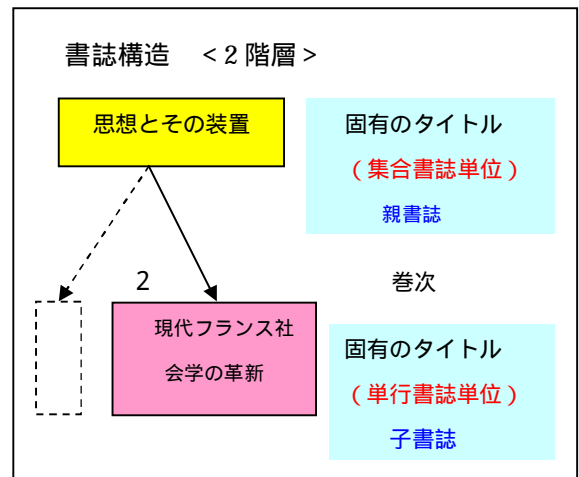 書誌構造 <2階層>
思想とその装置
固有のタイトル
(集合書誌単位)
親書誌
2
巻次
現代フランス社
会学の革新
固有のタイトル
(単行書誌単位)
子書誌